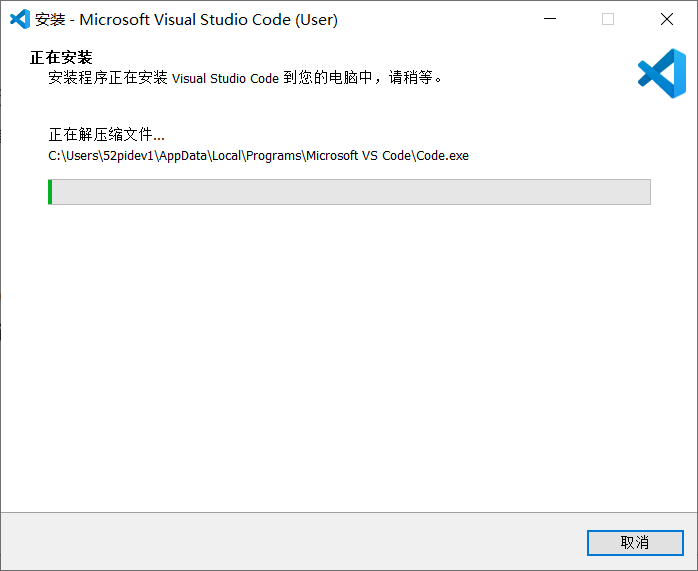 安装 - Microsoft Visual Studio Code (User)
正在安装
安装程序正在安装 Visual Studio Code 到您的电脑中，请稍等。
正在解压缩文件...
C:\Users\52pidev1\AppData\Local\Programs\Microsoft VS Code\Code.exe
取消